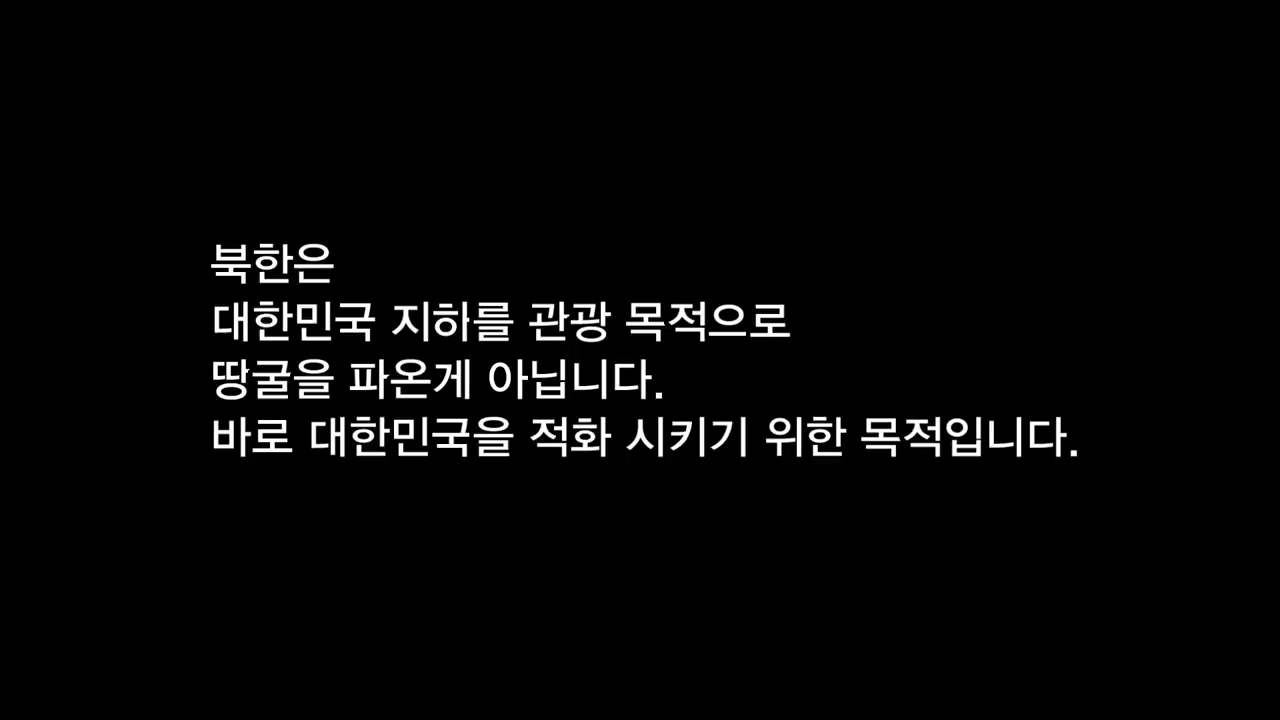 북한은
대한민국 지하를 관광 목적으로
땅굴을 파온게 아닙니다.
바로 대한민국을 적화 시키기 위한 목적입니다.